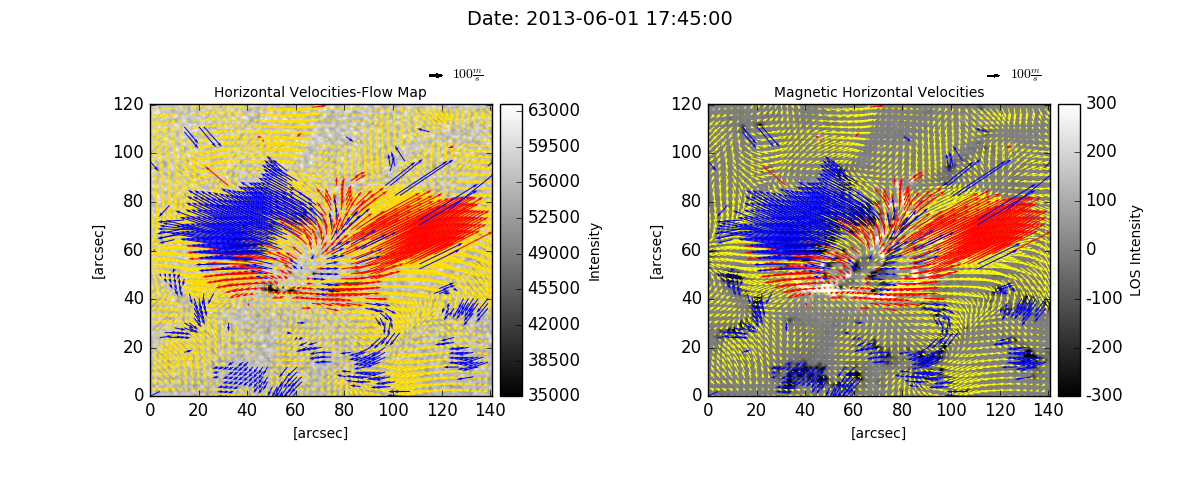 Date: 2013-06-01 17:45:00
100 m/s
Horizontal Velocities-Flow Map
120
100
80
60
40
20
0
[arcsec]
0 20 40 60 80 100 120 140
[arcsec]
63000
59500
56000
52500
49000
45500
42000
38500
35000
Intensity
100 m/s
Magnetic Horizontal Velocities
120
100
80
60
40
20
0
[arcsec]
0 20 40 60 80 100 120 140
[arcsec]
300
200
100
0
-100
-200
-300
LOS Intensity